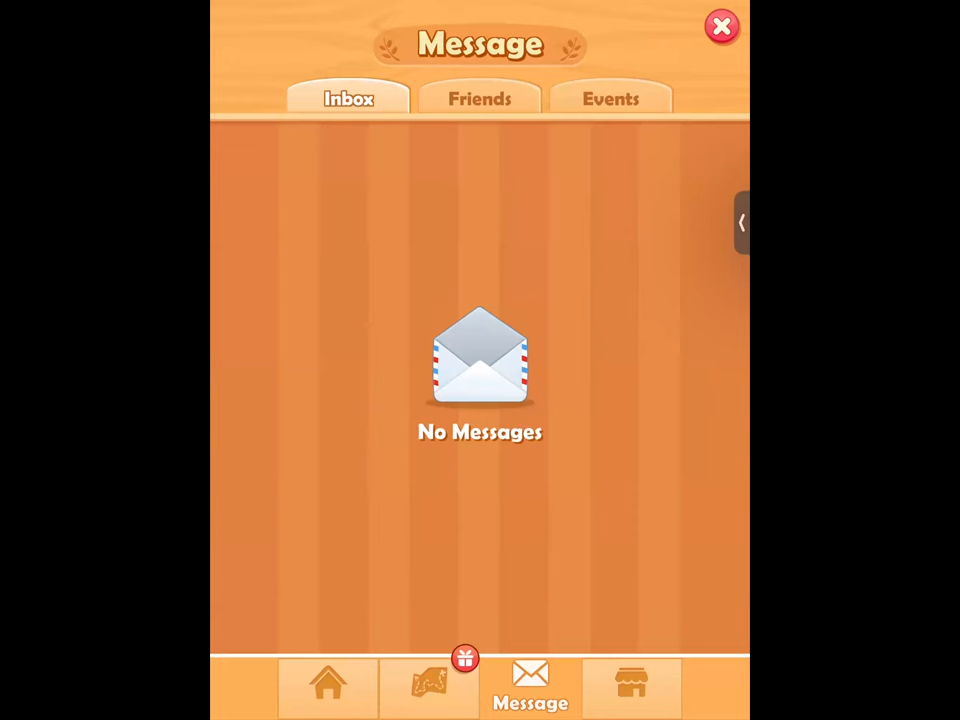 Message
Inbox
Friends
Events
No Messages
Message